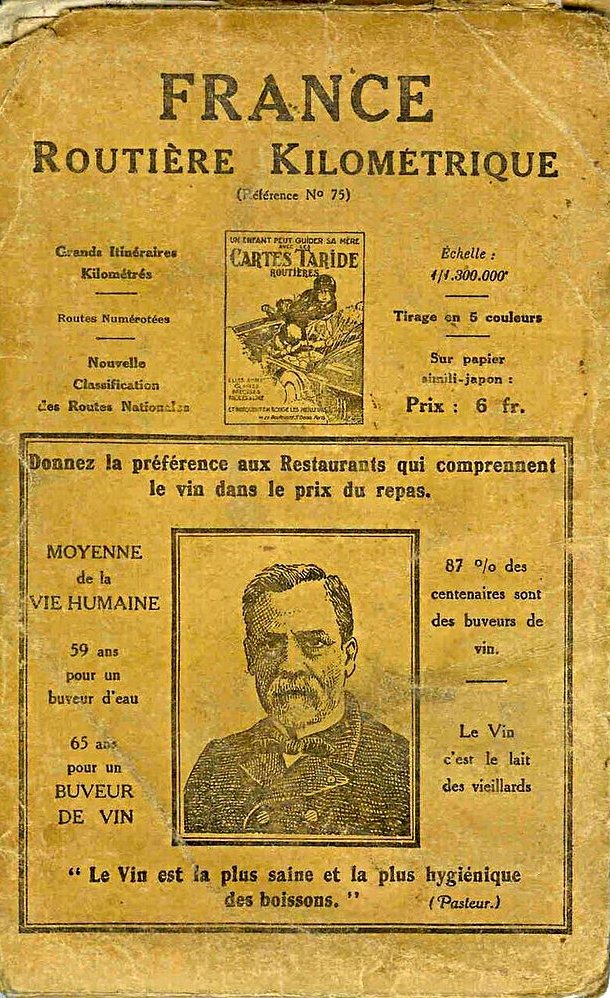 FRANCE
ROUTIÈRE KILOMÉTRIQUE
(Référence No 75)
Grands Itinéraires
Kilométrés
Routes Numérotées
Nouvelle
Classification
des Routes Nationales
UN ENFANT PEUT GUIDER SA MÈRE
AVEC LES
CARTES TARIDE
ROUTIÈRES
Échelle :
1/1.300.000e
Tirage en 5 couleurs
Sur papier
simili-japon :
Prix : 6 fr.
Donnez la préférence aux Restaurants qui comprennent
le vin dans le prix du repas.
MOYENNE
de la
VIE HUMAINE
59 ans
pour un
buveur d'eau
65 ans
pour un
BUVEUR
DE VIN
87 % des
centenaires sont
des buveurs de
vin.
Le Vin
c'est le lait
des vieillards
“ Le Vin est la plus saine et la plus hygiénique
des boissons. ” (Pasteur.)